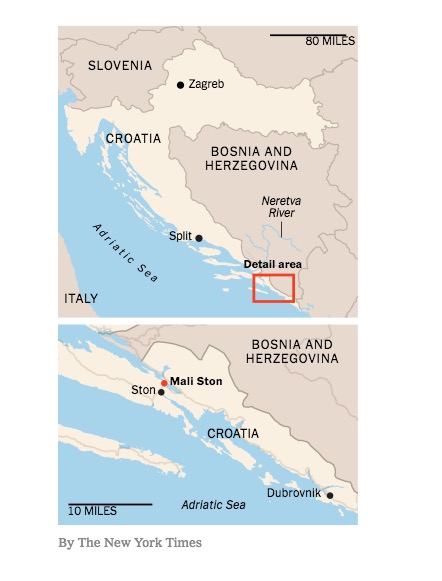 80 MILES
SLOVENIA
Zagreb
CROATIA
BOSNIA AND
HERZEGOVINA
Neretva
River
Adriatic Sea
Split
Detail area
ITALY
BOSNIA AND
HERZEGOVINA
Mali Ston
Ston
CROATIA
Dubrovnik
10 MILES
Adriatic Sea
By The New York Times